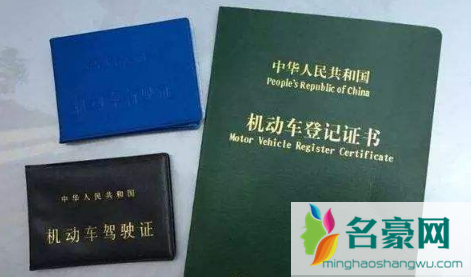 中华人民共和国
People's Republic of China
机动车登记证书
Motor Vehicle Register Certificate
中华人民共和国
机动车驾驶证
名豪网
minghaoshangwu.com